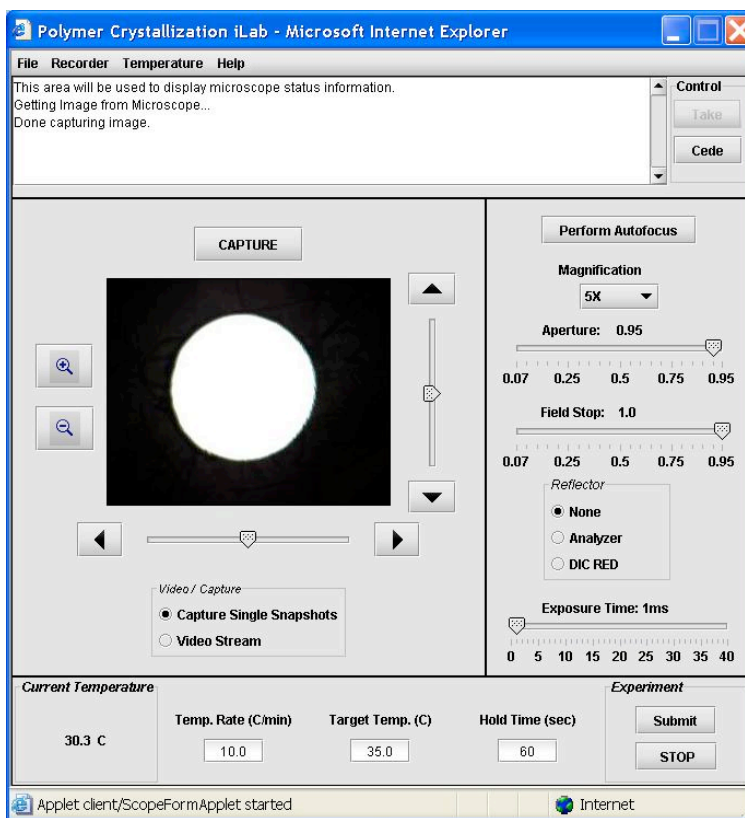 Polymer Crystallization iLab - Microsoft Internet Explorer
File Recorder Temperature Help
This area will be used to display microscope status information.
Getting Image from Microscope...
Done capturing image.
Control
Take
Cede
CAPTURE
Perform Autofocus
Magnification
5X
Aperture: 0.95
0.07 0.25 0.5 0.75 0.95
Field Stop: 1.0
0.07 0.25 0.5 0.75 0.95
Reflector
None
Analyzer
DIC RED
Video / Capture
Capture Single Snapshots
Video Stream
Exposure Time: 1ms
0 5 10 15 20 25 30 35 40
Current Temperature
30.3 C
Temp. Rate (C/min)
10.0
Target Temp. (C)
35.0
Hold Time (sec)
60
Experiment
Submit
STOP
Applet client/ScopeFormApplet started
Internet